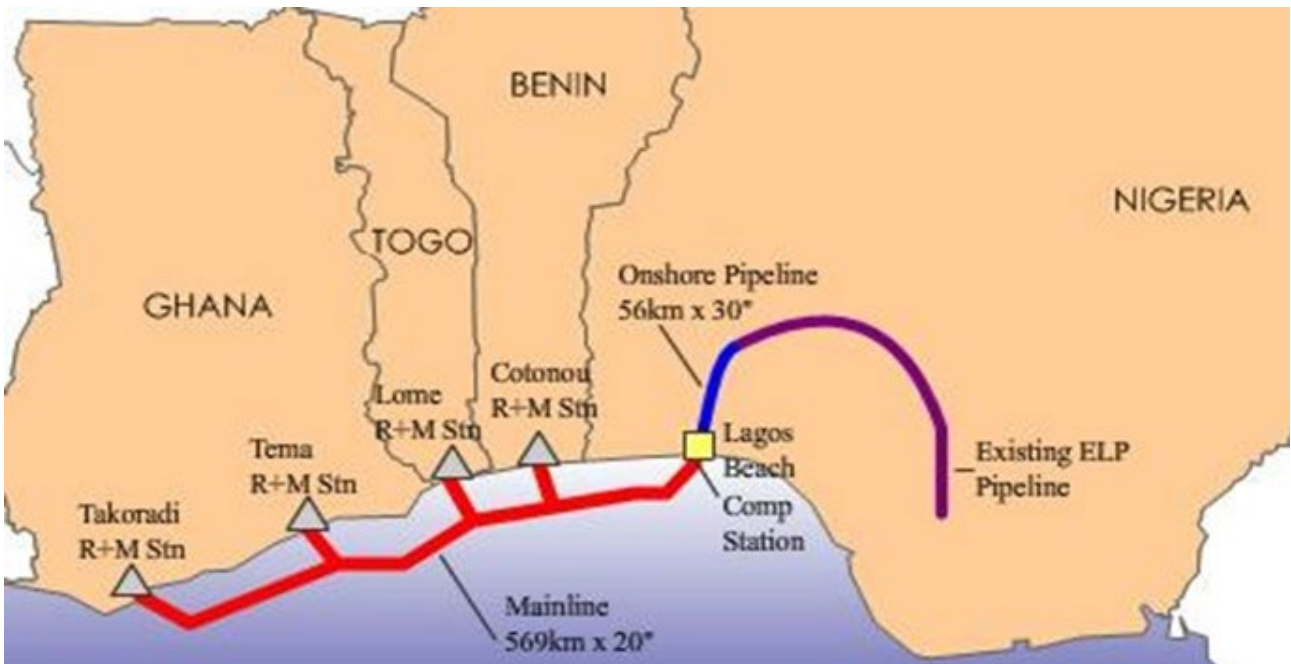 BENIN
NIGERIA
TOGO
GHANA
Onshore Pipeline
56km x 30"
Cotonou
R+M Stn
Lome
R+M Stn
Tema
R+M Stn
Takoradi
R+M Stn
Lagos
Beach
Comp
Station
Existing ELP
Pipeline
Mainline
569km x 20"